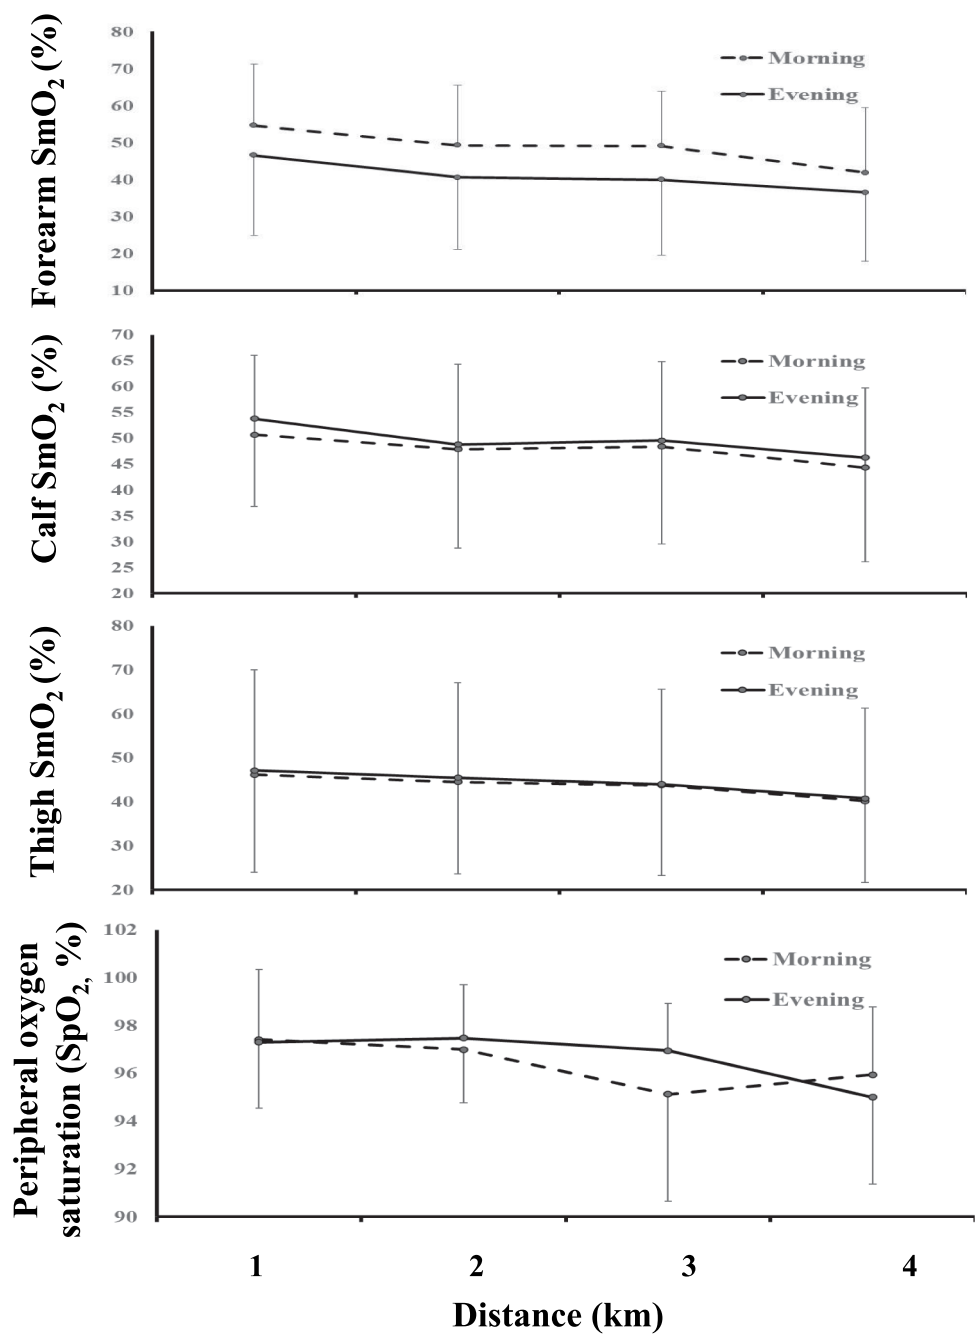 Forearm SmO2 (%)
80
70
60
50
40
30
20
10
Morning
Evening
Calf SmO2 (%)
70
65
60
55
50
45
40
35
30
25
20
Morning
Evening
Thigh SmO2 (%)
80
70
60
50
40
30
20
Morning
Evening
Peripheral oxygen
saturation (SpO2, %)
102
100
98
96
94
92
90
Morning
Evening
1 2 3 4
Distance (km)